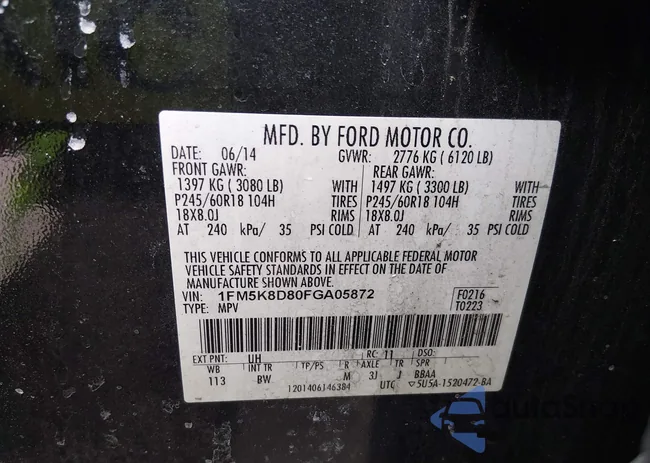 MFD. BY FORD MOTOR CO.
DATE: 06/14 GVWR: 2776 KG ( 6120 LB)
FRONT GAWR: REAR GAWR:
1397 KG ( 3080 LB) WITH 1497 KG ( 3300 LB) WITH
P245/60R18 104H TIRES P245/60R18 104H TIRES
18X8.0J RIMS 18X8.0J RIMS
AT 240 kPa/ 35 PSI COLD AT 240 kPa/ 35 PSI COLD
THIS VEHICLE CONFORMS TO ALL APPLICABLE FEDERAL MOTOR
VEHICLE SAFETY STANDARDS IN EFFECT ON THE DATE OF
MANUFACTURE SHOWN ABOVE.
VIN: 1FM5K8D80FGA05872 F0216
TYPE: MPV T0223
EXT PNT: UH RC: 11 DSO:
WB INT TR TP/PS R AXLE TR SPR
113 BW M 3J J BBAA
1201406146384 UTC ▽5U5A-1520472-BA